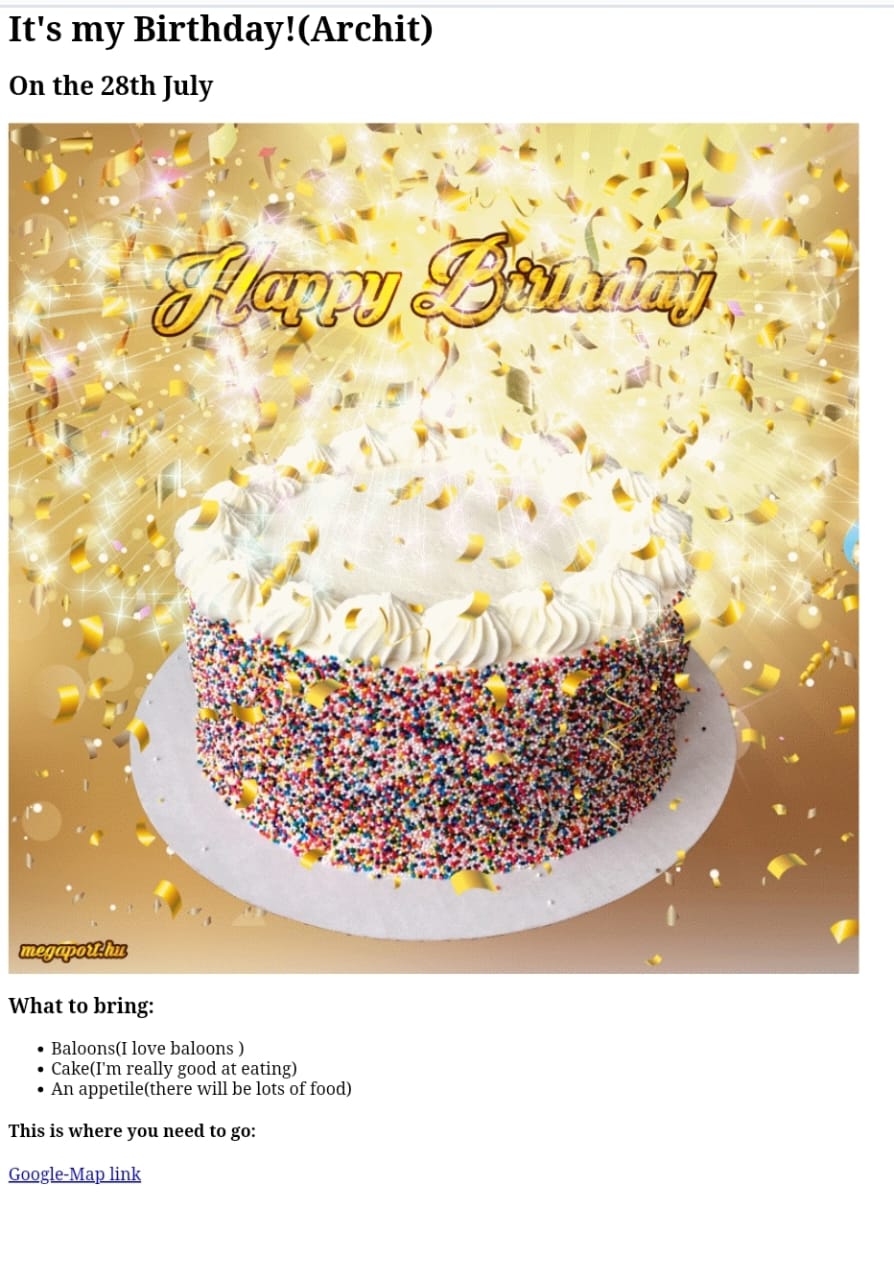 It's my Birthday!(Archit)
On the 28th July
Happy Birthday
megaport.hu
What to bring:
Baloons(I love baloons )
Cake(I'm really good at eating)
An appetile(there will be lots of food)
This is where you need to go:
Google-Map link